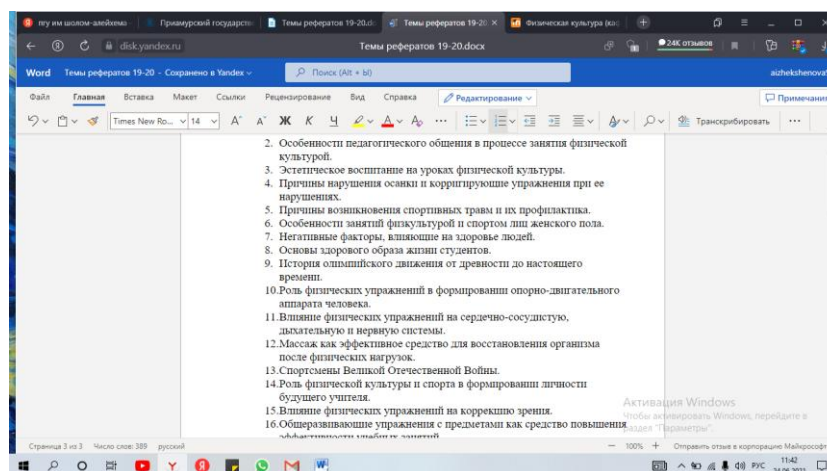 пгу им шолом-алейхема
Приамурский государстве
Темы рефератов 19-20.do
Темы рефератов 19-20
Физическая культура (ка
disk.yandex.ru
Темы рефератов 19-20.docx
24K отзывов
Word Темы рефератов 19-20 - Сохранено в Yandex
Поиск (Alt + Ы)
aizhekshenova
Файл Главная Вставка Макет Ссылки Рецензирование Вид Справка Редактирование Примечани
Times New Ro... 14 Ж К Ч Транскрибировать
2. Особенности педагогического общения в процессе занятия физической
культурой.
3. Эстетическое воспитание на уроках физической культуры.
4. Причины нарушения осанки и корригирующие упражнения при ее
нарушениях.
5. Причины возникновения спортивных травм и их профилактика.
6. Особенности занятий физкультурой и спортом лиц женского пола.
7. Негативные факторы, влияющие на здоровье людей.
8. Основы здорового образа жизни студентов.
9. История олимпийского движения от древности до настоящего
времени.
10.Роль физических упражнений в формировании опорно-двигательного
аппарата человека.
11.Влияние физических упражнений на сердечно-сосудистую,
дыхательную и нервную системы.
12.Массаж как эффективное средство для восстановления организма
после физических нагрузок.
13.Спортсмены Великой Отечественной Войны.
14.Роль физической культуры и спорта в формировании личности
будущего учителя.
15.Влияние физических упражнений на коррекцию зрения.
16.Общеразвивающие упражнения с предметами как средство повышения
эффективности учебных занятий.
Активация Windows
Чтобы активировать Windows, перейдите в
раздел "Параметры".
Страница 3 из 3 Число слов: 389 русский 100% Отправить отзыв в корпорацию Майкрософт
РУС 11:42
24.06.2021